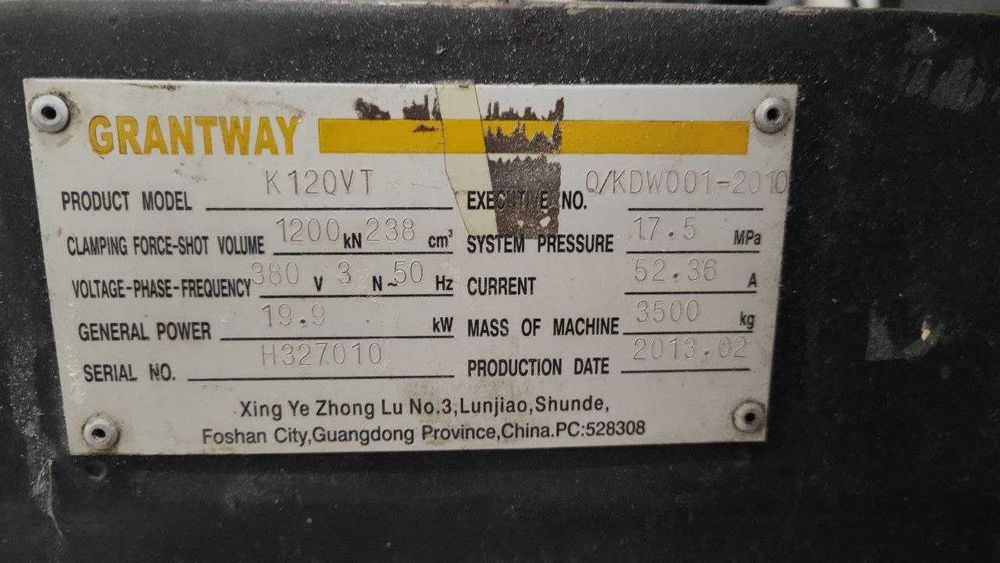 GRANTWAY
PRODUCT MODEL K120VT EXECUTIVE NO. Q/KDW001-2010
CLAMPING FORCE-SHOT VOLUME 1200 kN 238 cm³ SYSTEM PRESSURE 17.5 MPa
VOLTAGE-PHASE-FREQUENCY 380 V 3 N~50 Hz CURRENT 52.36 A
GENERAL POWER 19.9 kW MASS OF MACHINE 3500 kg
SERIAL NO. H327010 PRODUCTION DATE 2013.02
Xing Ye Zhong Lu No.3,Lunjiao,Shunde,
Foshan City,Guangdong Province,China.PC:528308